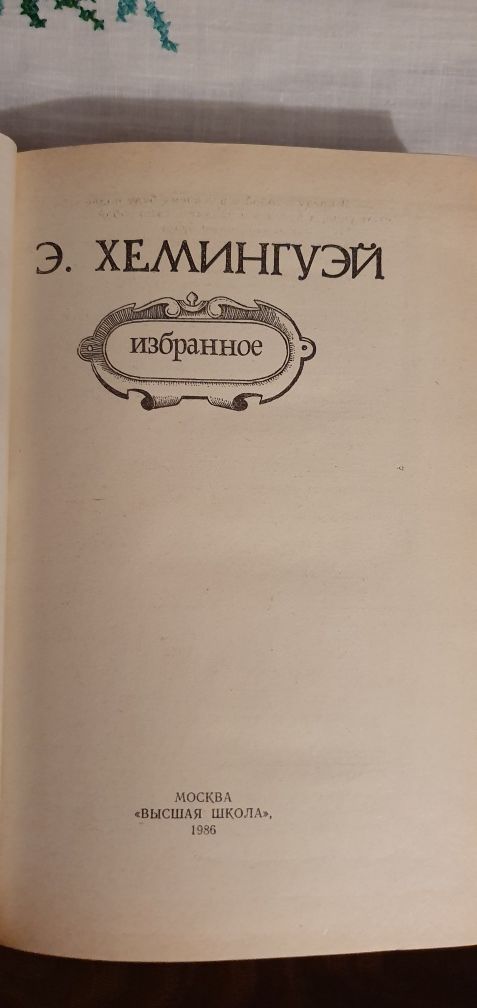 Э. ХЕМИНГУЭЙ
избранное
МОСКВА
«ВЫСШАЯ ШКОЛА»,
1986